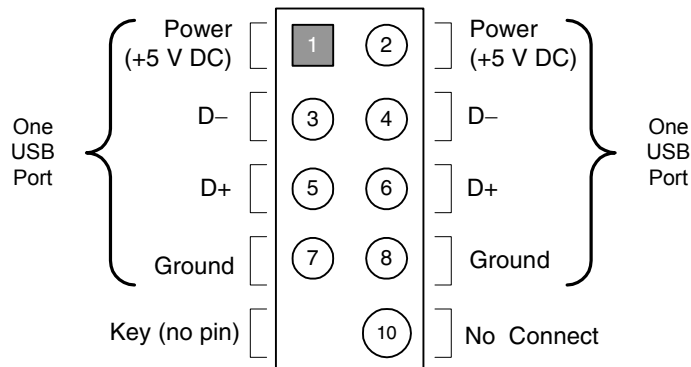 Power
(+5 V DC)
1
2
Power
(+5 V DC)
D−
3
4
D−
One
USB
Port
One
USB
Port
D+
5
6
D+
Ground
7
8
Ground
Key (no pin)
10
No Connect